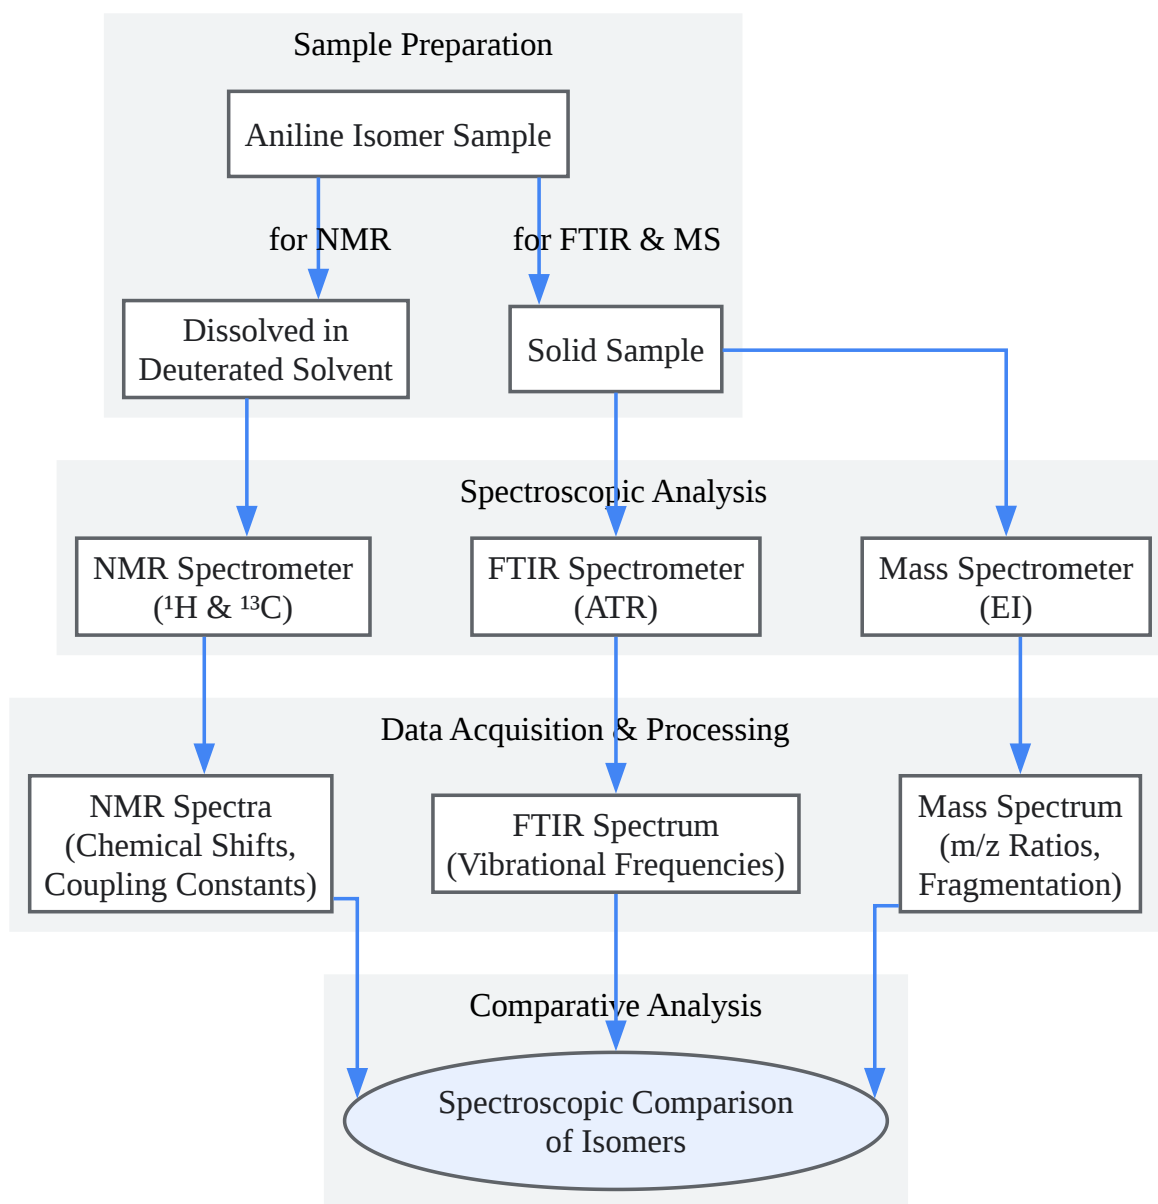 Sample Preparation
Aniline Isomer Sample
for NMR
for FTIR & MS
Dissolved in
Deuterated Solvent
Solid Sample
Spectroscopic Analysis
NMR Spectrometer
(¹H & ¹³C)
FTIR Spectrometer
(ATR)
Mass Spectrometer
(EI)
Data Acquisition & Processing
NMR Spectra
(Chemical Shifts,
Coupling Constants)
FTIR Spectrum
(Vibrational Frequencies)
Mass Spectrum
(m/z Ratios,
Fragmentation)
Comparative Analysis
Spectroscopic Comparison
of Isomers